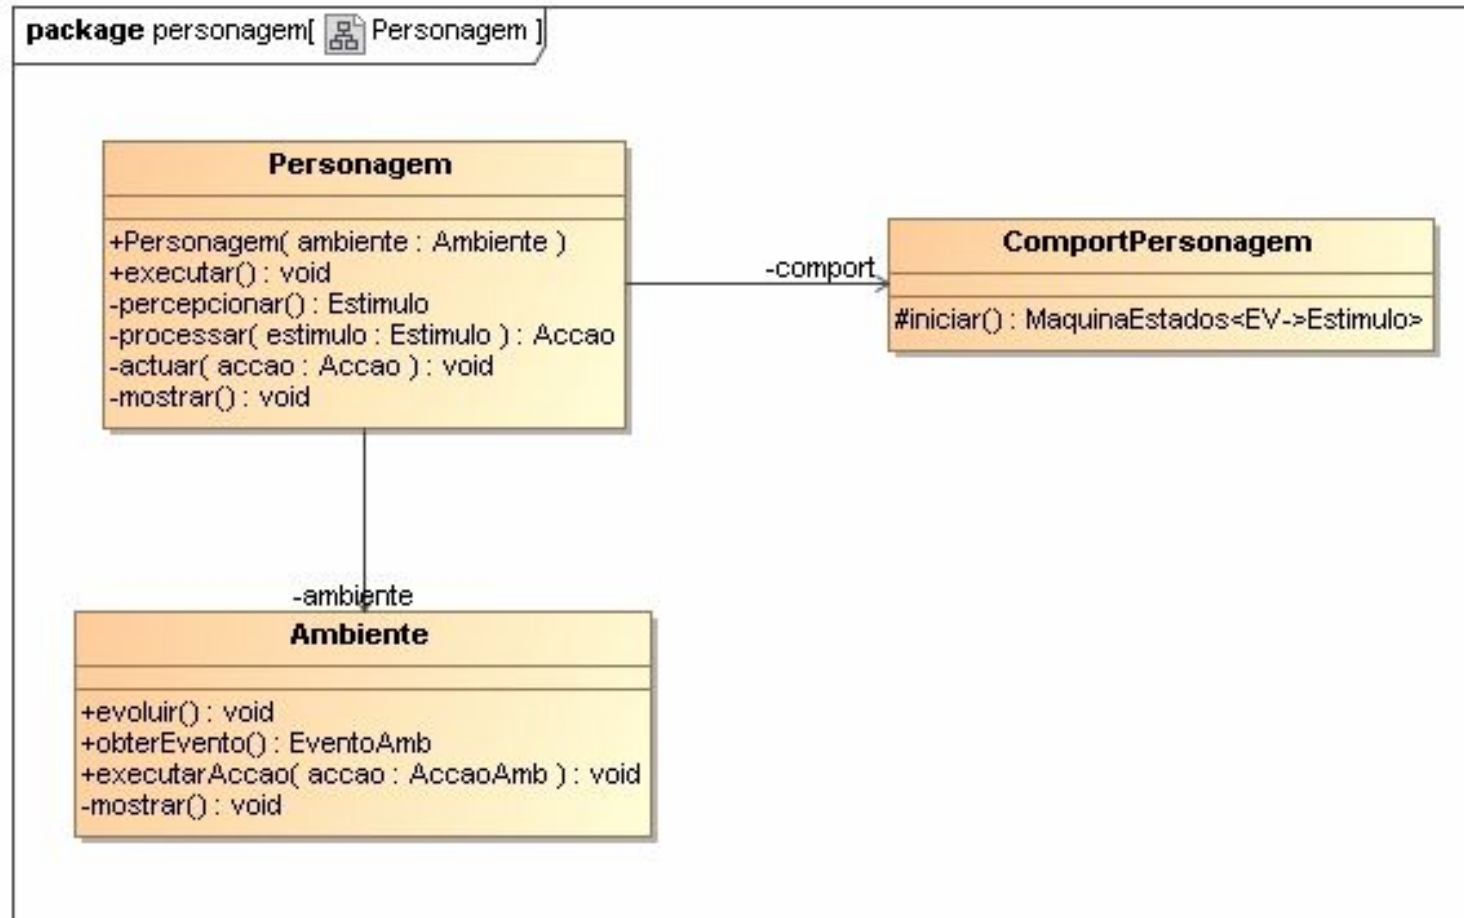 package personagem[ Personagem ]
Personagem
+Personagem( ambiente : Ambiente )
+executar() : void
-percepcionar() : Estimulo
-processar( estimulo : Estimulo ) : Accao
-actuar( accao : Accao ) : void
-mostrar() : void
-comport
ComportPersonagem
#iniciar() : MaquinaEstados<EV->Estimulo>
-ambiente
Ambiente
+evoluir() : void
+obterEvento() : EventoAmb
+executarAccao( accao : AccaoAmb ) : void
-mostrar() : void